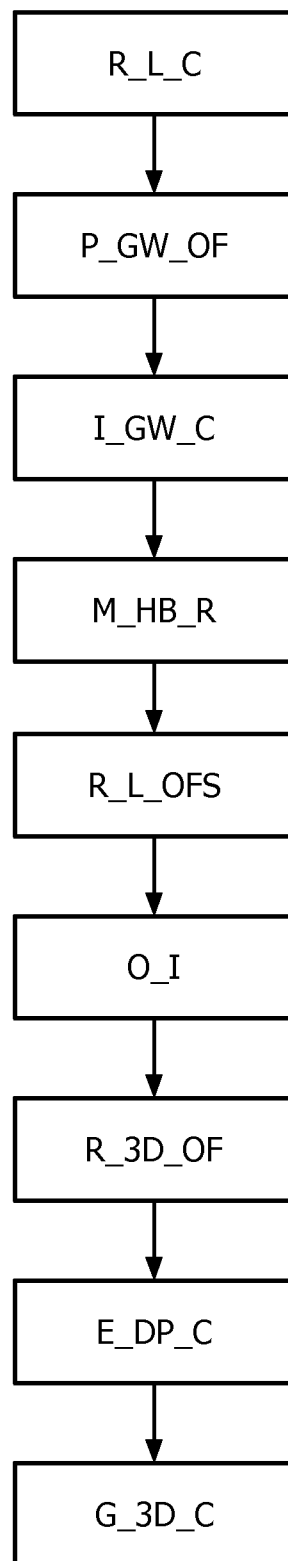 R_L_C
P_GW_OF
I_GW_C
M_HB_R
R_L_OFS
O_I
R_3D_OF
E_DP_C
G_3D_C